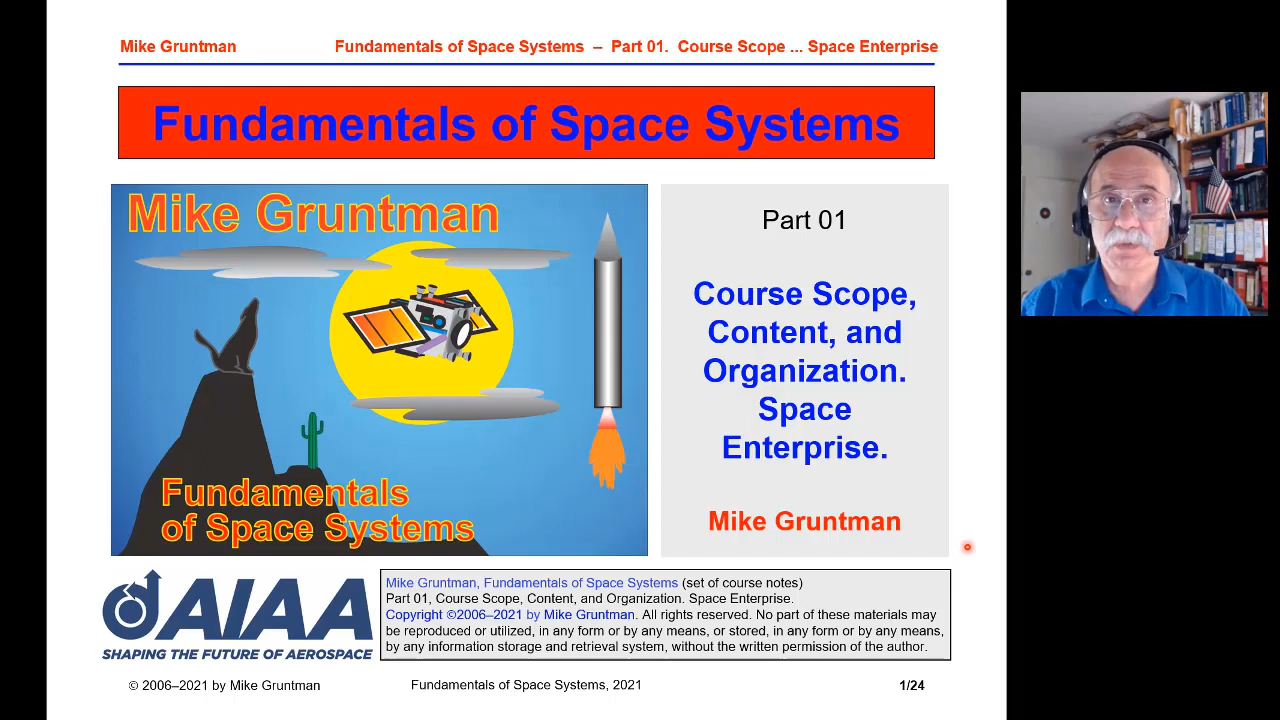 Mike Gruntman
Fundamentals of Space Systems – Part 01. Course Scope ... Space Enterprise
Fundamentals of Space Systems
Mike Gruntman
Fundamentals
of Space Systems
Part 01
Course Scope,
Content, and
Organization.
Space
Enterprise.
Mike Gruntman
AIAA
SHAPING THE FUTURE OF AEROSPACE
Mike Gruntman, Fundamentals of Space Systems (set of course notes)
Part 01, Course Scope, Content, and Organization. Space Enterprise.
Copyright ©2006–2021 by Mike Gruntman. All rights reserved. No part of these materials may
be reproduced or utilized, in any form or by any means, or stored, in any form or by any means,
by any information storage and retrieval system, without the written permission of the author.
© 2006–2021 by Mike Gruntman
Fundamentals of Space Systems, 2021
1/24